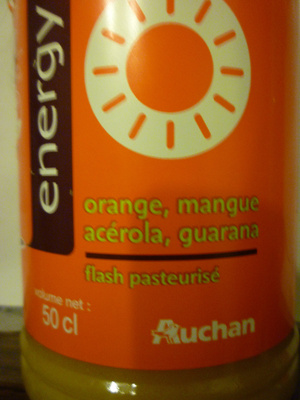 energy
orange, mangue
acérola, guarana
flash pasteurisé
volume net :
50 cl
Auchan